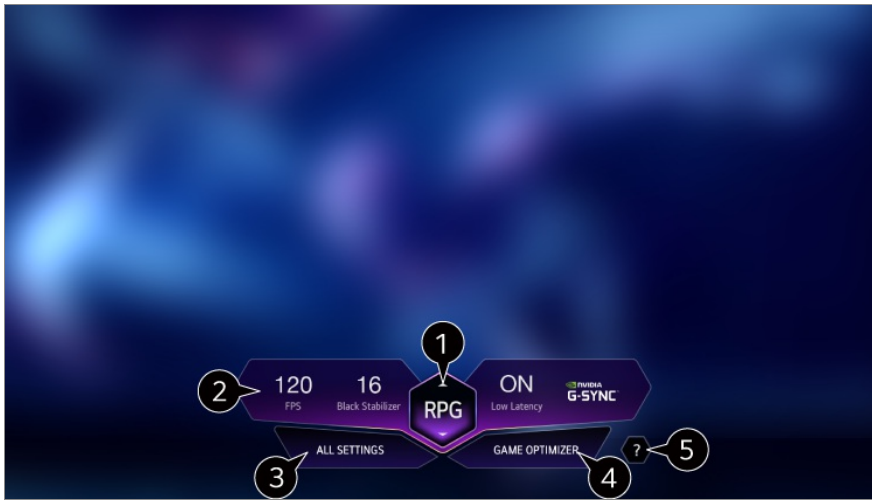 1
2
120 16 ON NVIDIA
FPS Black Stabilizer RPG Low Latency G-SYNC
ALL SETTINGS GAME OPTIMIZER ? 5
3 4